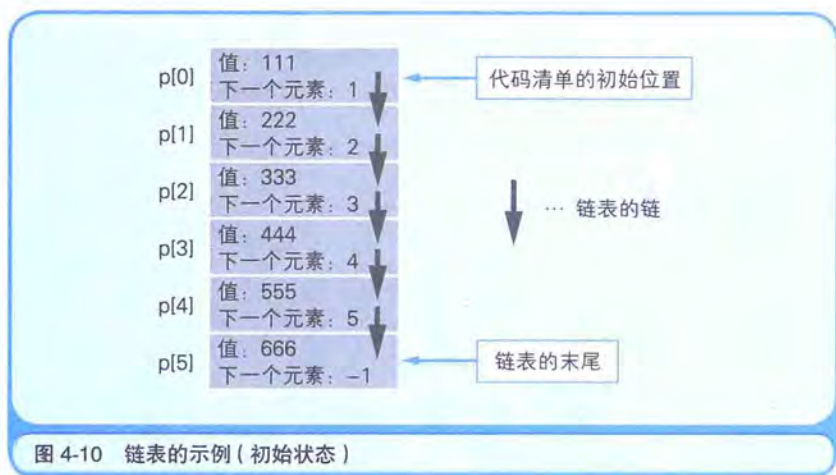 p[0]
值：111
下一个元素：1
代码清单的初始位置
p[1]
值：222
下一个元素：2
p[2]
值：333
下一个元素：3
… 链表的链
p[3]
值：444
下一个元素：4
p[4]
值：555
下一个元素：5
p[5]
值：666
下一个元素：-1
链表的末尾
图 4-10 链表的示例（初始状态）